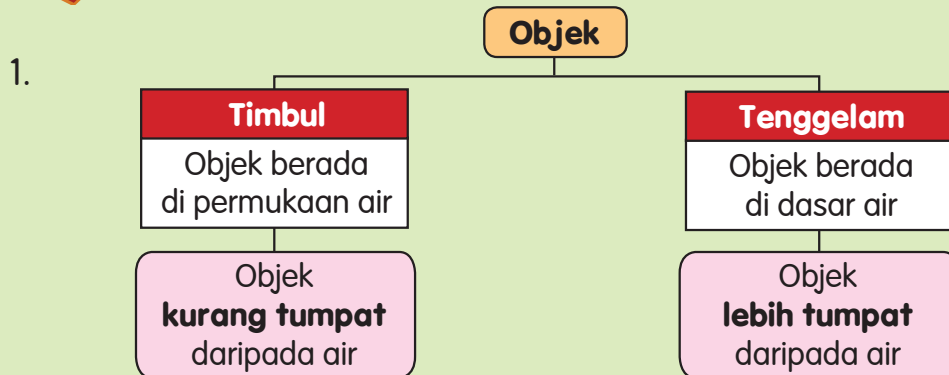 Objek
1.
Timbul
Objek berada
di permukaan air
Objek
kurang tumpat
daripada air
Tenggelam
Objek berada
di dasar air
Objek
lebih tumpat
daripada air